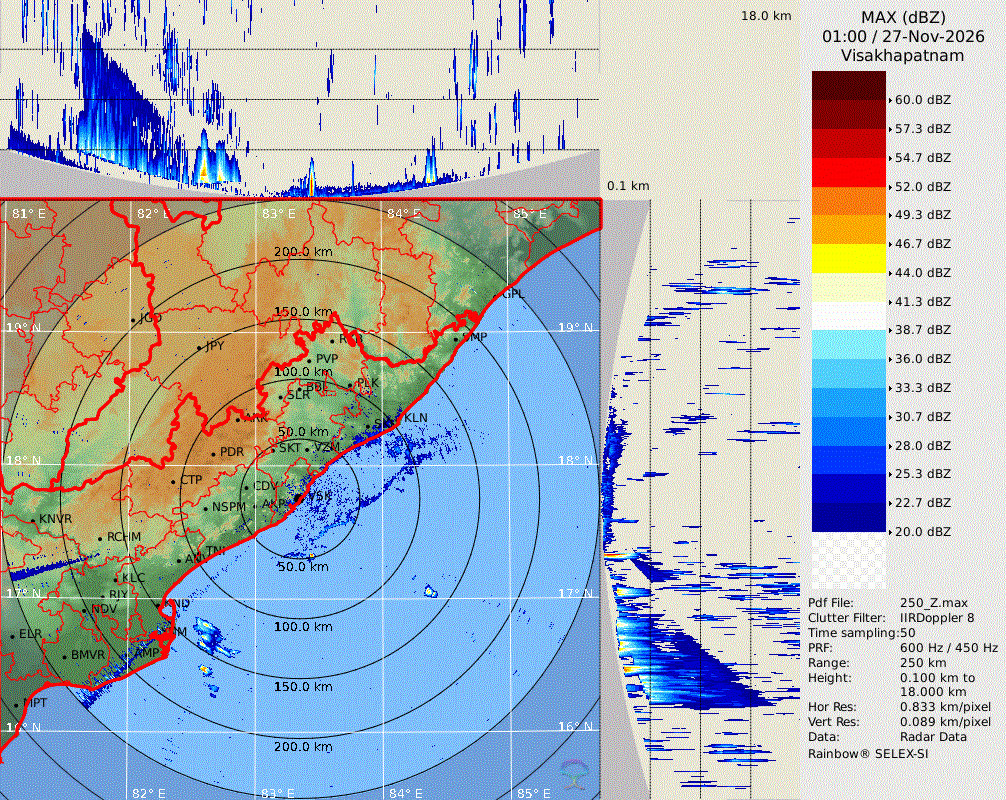 18.0 km
MAX (dBZ)
01:00 / 27-Nov-2026
Visakhapatnam
60.0 dBZ
57.3 dBZ
54.7 dBZ
52.0 dBZ
49.3 dBZ
46.7 dBZ
44.0 dBZ
41.3 dBZ
38.7 dBZ
36.0 dBZ
33.3 dBZ
30.7 dBZ
28.0 dBZ
25.3 dBZ
22.7 dBZ
20.0 dBZ
0.1 km
81° E
82° E
83° E
84° E
85° E
200.0 km
GPL
150.0 km
JGD
19° N
19° N
SMP
JPY
PVP
100.0 km
PLK
BBL
SLR
KLN
50.0 km
SKT
VZM
PDR
18° N
18° N
CTP
CDV
NSPM
AKP
KNVR
RCHM
TNI
50.0 km
KLC
RJY
17° N
17° N
KND
NDV
100.0 km
ELR
AMP
BMVR
150.0 km
MPT
16° N
16° N
200.0 km
82° E
83° E
84° E
85° E
Pdf File: 250_Z.max
Clutter Filter: IIRDoppler 8
Time sampling:50
PRF: 600 Hz / 450 Hz
Range: 250 km
Height: 0.100 km to
18.000 km
Hor Res: 0.833 km/pixel
Vert Res: 0.089 km/pixel
Data: Radar Data
Rainbow® SELEX-SI